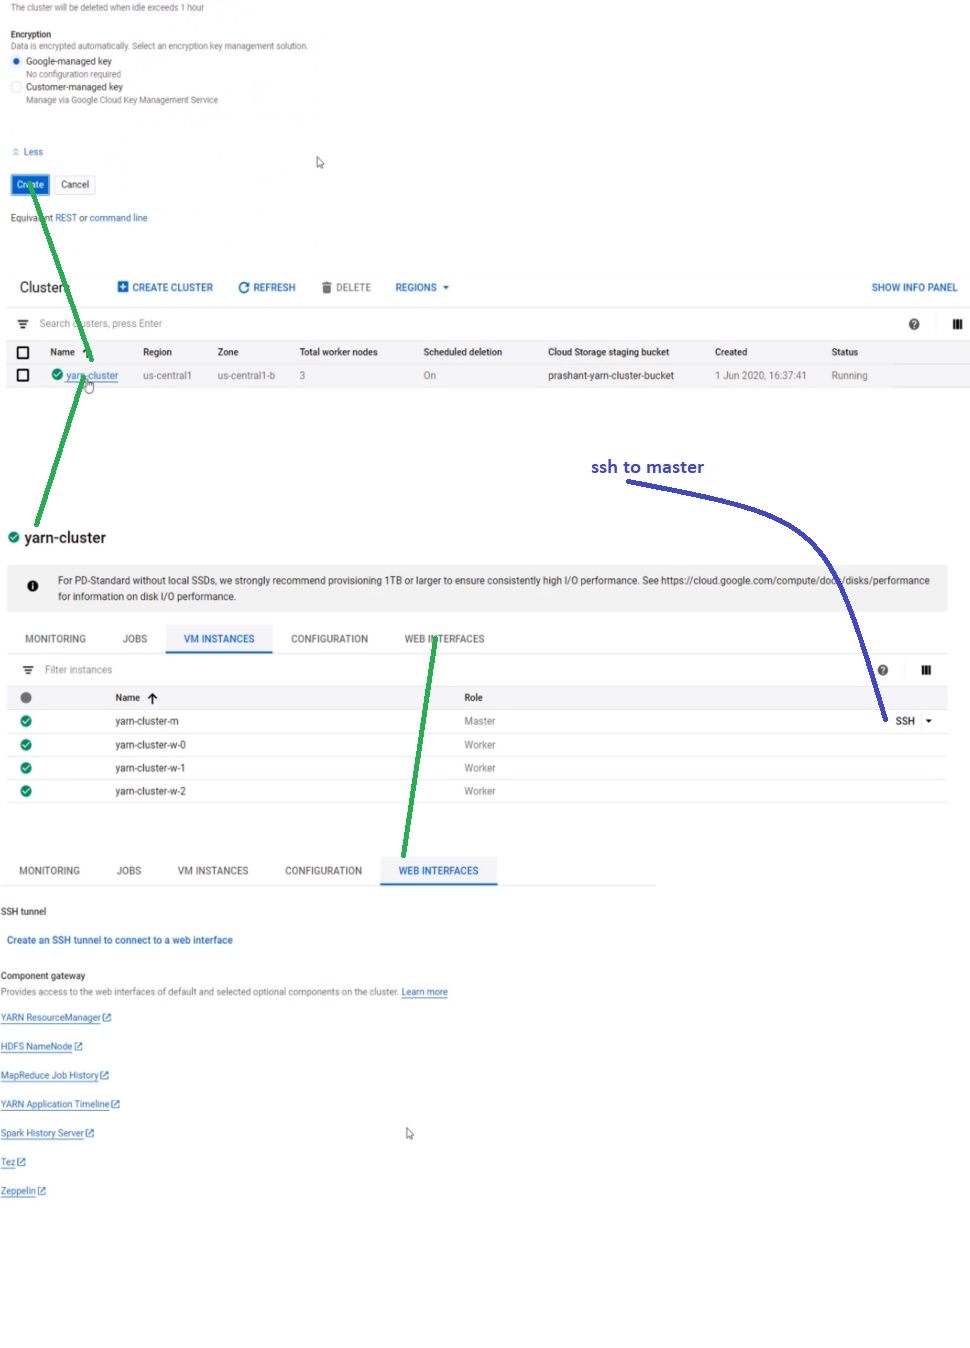 The cluster will be deleted when idle exceeds 1 hour
Encryption
Data is encrypted automatically. Select an encryption key management solution.
Google-managed key
No configuration required
Customer-managed key
Manage via Google Cloud Key Management Service
Less
Create Cancel
Equivalent REST or command line
Clusters CREATE CLUSTER REFRESH DELETE REGIONS SHOW INFO PANEL
Search clusters, press Enter
Name Region Zone Total worker nodes Scheduled deletion Cloud Storage staging bucket Created Status
yarn-cluster us-central1 us-central1-b 3 On prashant-yarn-cluster-bucket 1 Jun 2020, 16:37:41 Running
ssh to master
yarn-cluster
For PD-Standard without local SSDs, we strongly recommend provisioning 1TB or larger to ensure consistently high I/O performance. See https://cloud.google.com/compute/docs/disks/performance
for information on disk I/O performance.
MONITORING JOBS VM INSTANCES CONFIGURATION WEB INTERFACES
Filter instances
Name Role
yarn-cluster-m Master SSH
yarn-cluster-w-0 Worker
yarn-cluster-w-1 Worker
yarn-cluster-w-2 Worker
MONITORING JOBS VM INSTANCES CONFIGURATION WEB INTERFACES
SSH tunnel
Create an SSH tunnel to connect to a web interface
Component gateway
Provides access to the web interfaces of default and selected optional components on the cluster. Learn more
YARN ResourceManager
HDFS NameNode
MapReduce Job History
YARN Application Timeline
Spark History Server
Tez
Zeppelin